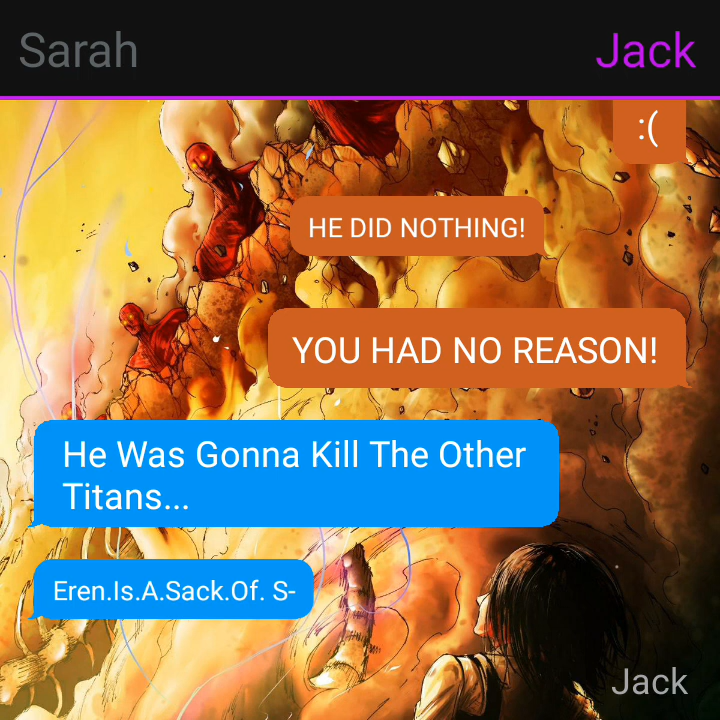 Sarah
Jack
:(
HE DID NOTHING!
YOU HAD NO REASON!
He Was Gonna Kill The Other
Titans...
Eren.Is.A.Sack.Of. S-
Jack